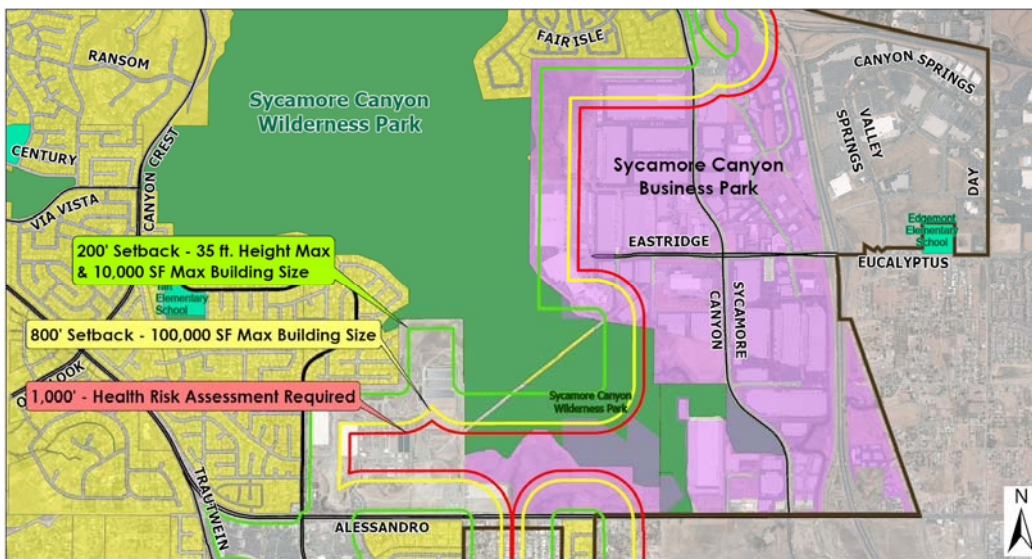 RANSOM
FAIR ISLE
CANYON SPRINGS
Sycamore Canyon
Wilderness Park
VALLEY
SPRINGS
CENTURY
CANYON CREST
Sycamore Canyon
Business Park
DAY
VIA VISTA
Edgemont
Elementary
School
200' Setback - 35 ft. Height Max
& 10,000 SF Max Building Size
EASTRIDGE
EUCALYPTUS
Elementary
School
SYCAMORE
CANYON
800' Setback - 100,000 SF Max Building Size
1,000' - Health Risk Assessment Required
Sycamore Canyon
Wilderness Park
TRAUTWEIN
ALESSANDRO
N